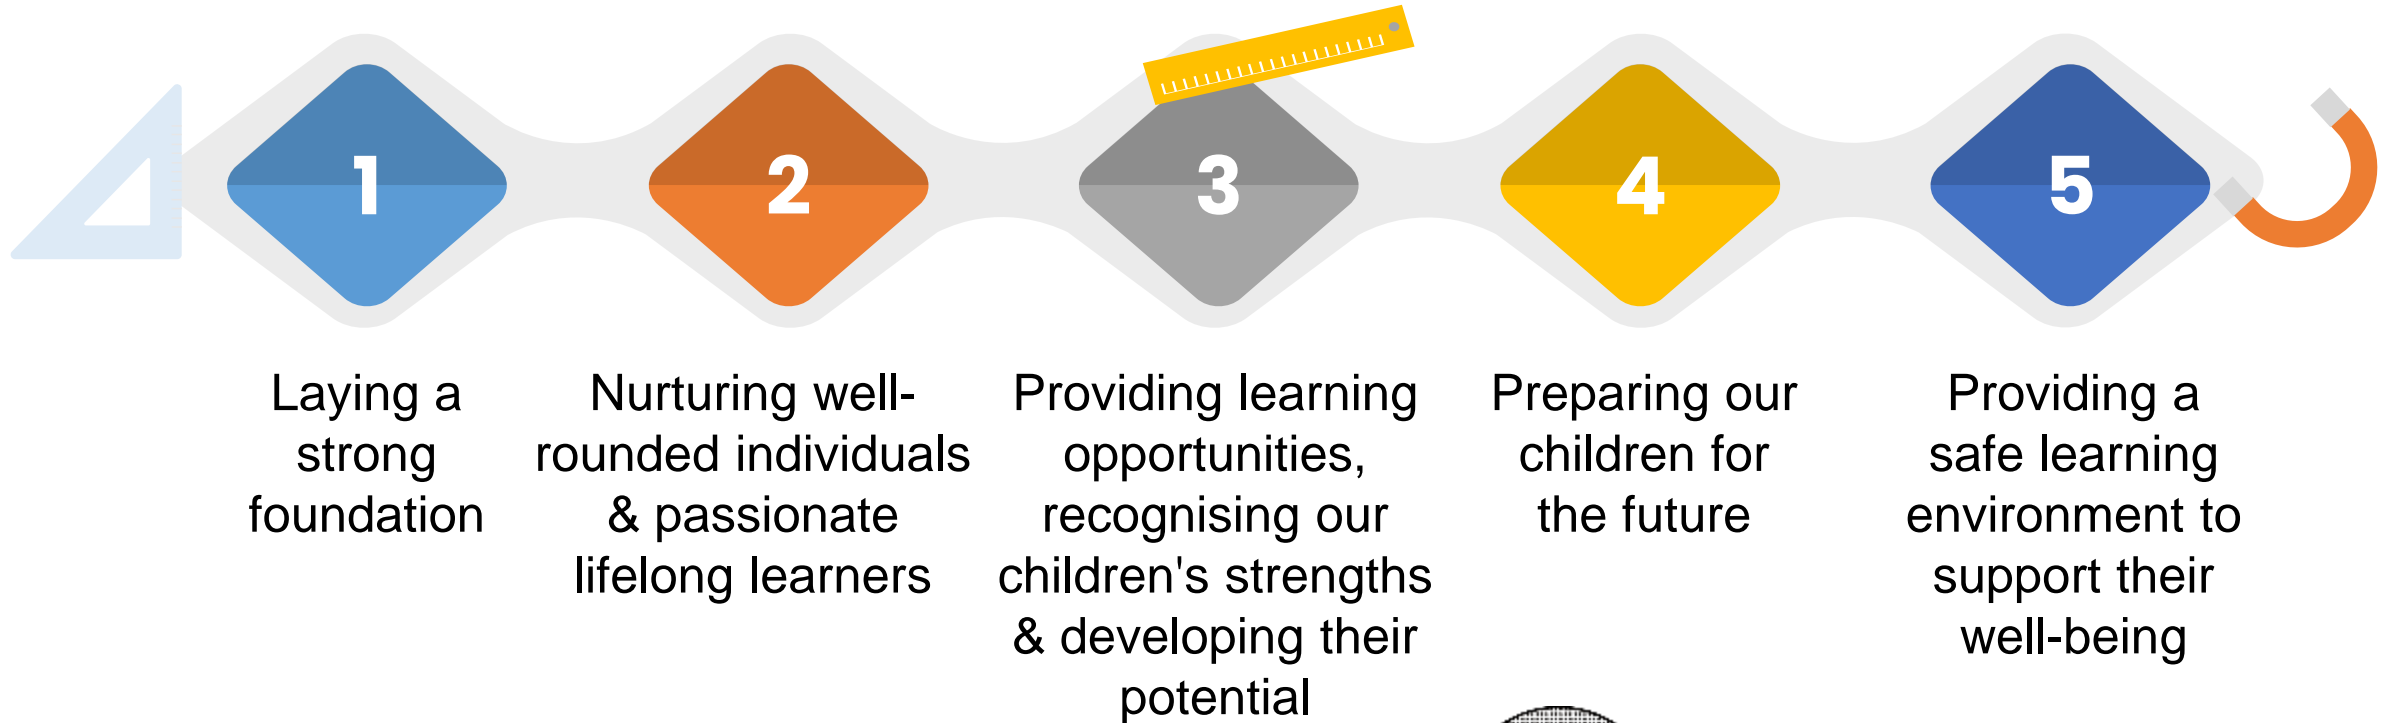 1
2
3
4
5
Laying a
strong
foundation
Nurturing well-
rounded individuals
& passionate
lifelong learners
Providing learning
opportunities,
recognising our
children's strengths
& developing their
potential
Preparing our
children for
the future
Providing a
safe learning
environment to
support their
well-being